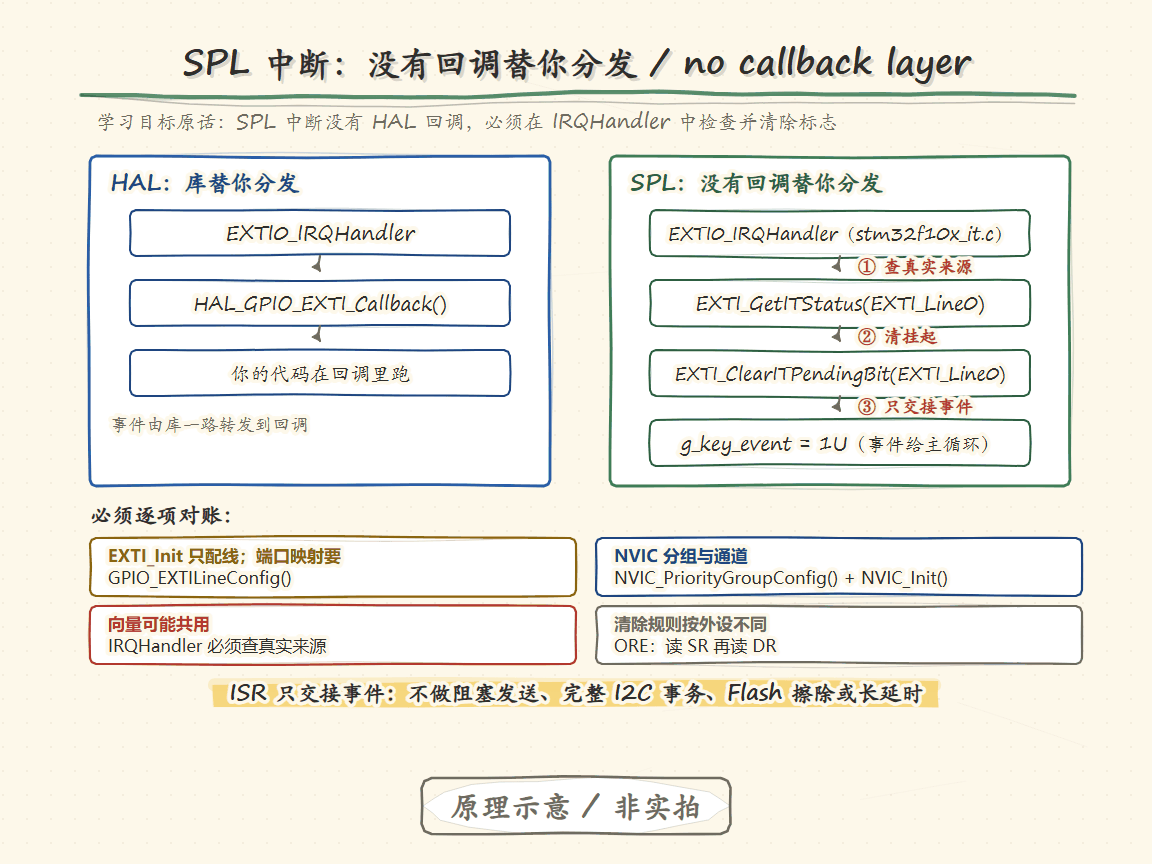 SPL 中断：没有回调替你分发 / no callback layer
学习目标原话：SPL 中断没有 HAL 回调，必须在 IRQHandler 中检查并清除标志
HAL：库替你分发
EXTI0_IRQHandler
HAL_GPIO_EXTI_Callback()
你的代码在回调里跑
事件由库一路转发到回调
SPL：没有回调替你分发
EXTI0_IRQHandler（stm32f10x_it.c）
① 查真实来源
EXTI_GetITStatus(EXTI_Line0)
② 清挂起
EXTI_ClearITPendingBit(EXTI_Line0)
③ 只交接事件
g_key_event = 1U（事件给主循环）
必须逐项对账：
EXTI_Init 只配线；端口映射要
GPIO_EXTILineConfig()
NVIC 分组与通道
NVIC_PriorityGroupConfig() + NVIC_Init()
向量可能共用
IRQHandler 必须查真实来源
清除规则按外设不同
ORE：读 SR 再读 DR
ISR 只交接事件：不做阻塞发送、完整 I2C 事务、Flash 擦除或长延时
原理示意 / 非实拍